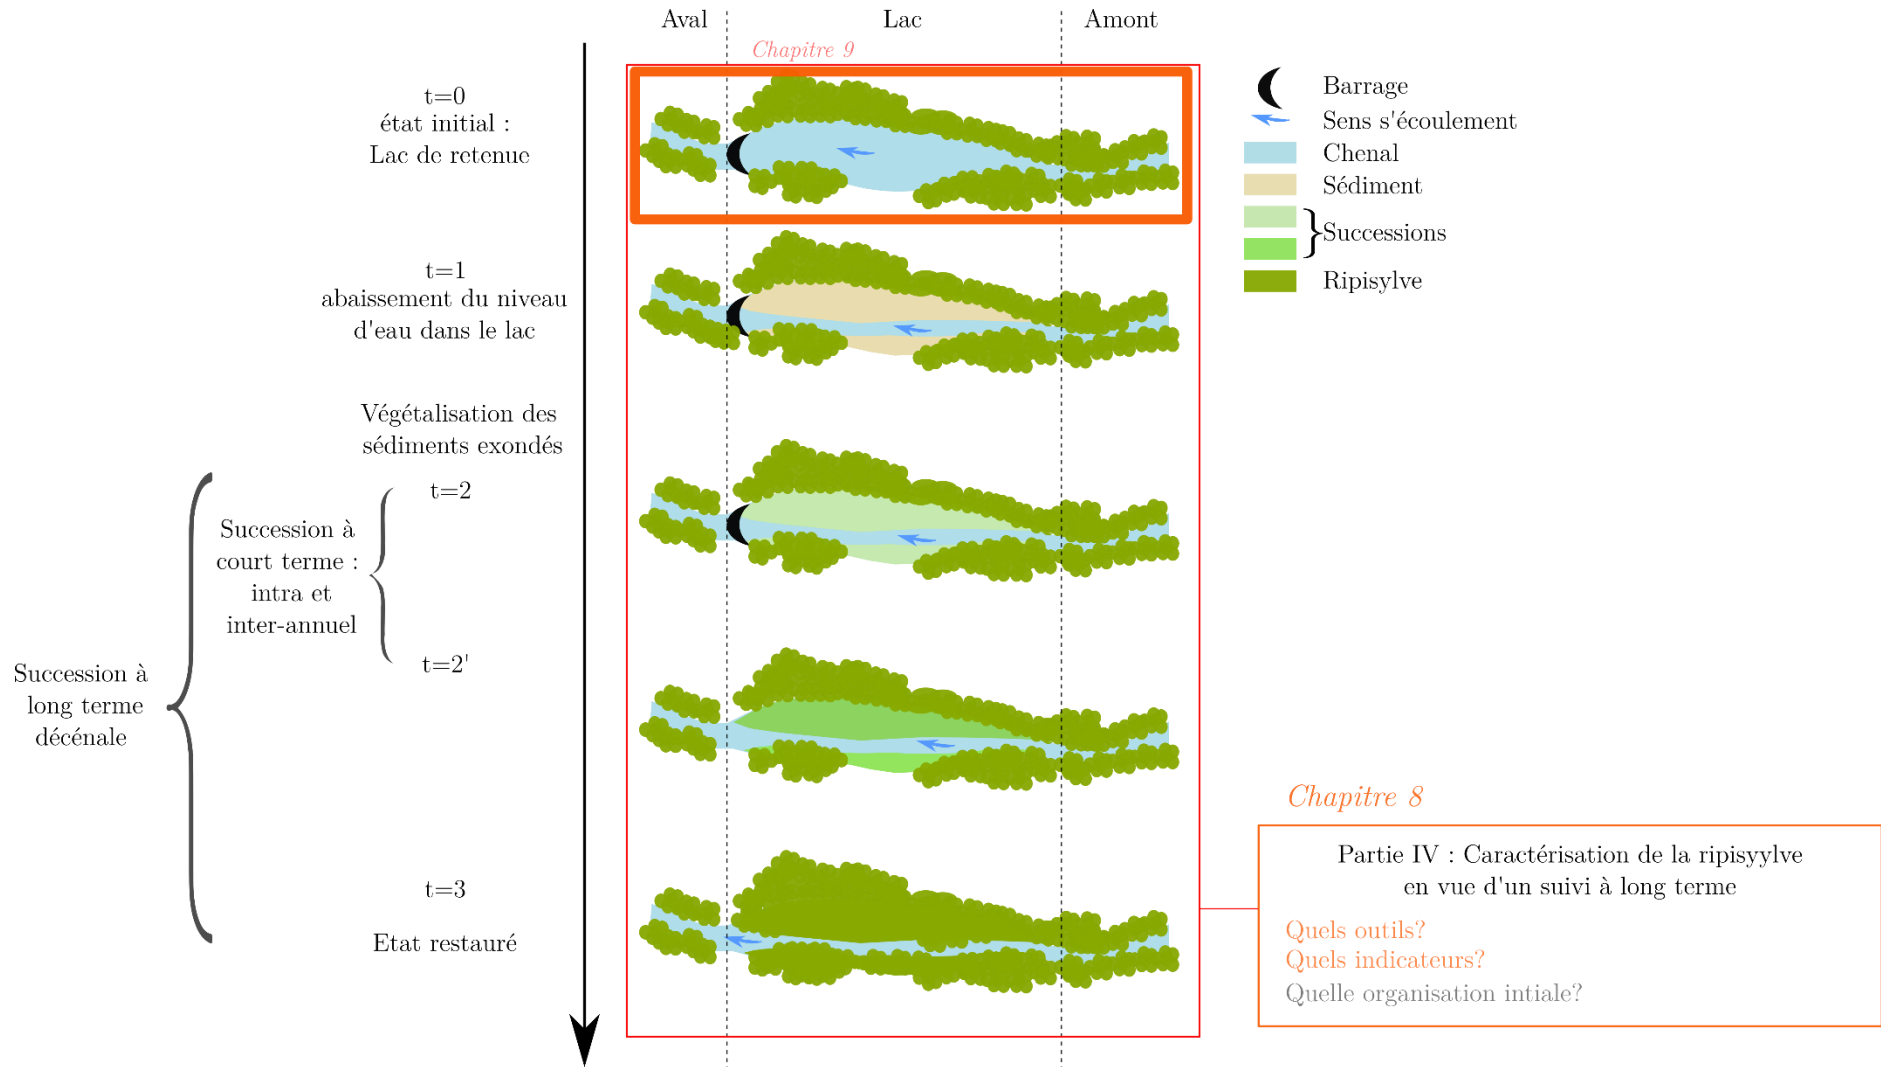 Aval
Lac
Amont
Chapitre 9
t=0
état initial :
Lac de retenue
t=1
abaissement du niveau
d'eau dans le lac
Végétalisation des
sédiments exondés
t=2
Succession à
court terme :
intra et
inter-annuel
t=2'
Succession à
long terme
décénale
t=3
Etat restauré
Barrage
Sens s'écoulement
Chenal
Sédiment
Successions
Ripisylve
Chapitre 8
Partie IV : Caractérisation de la ripisyylve
en vue d'un suivi à long terme
Quels outils?
Quels indicateurs?
Quelle organisation intiale?